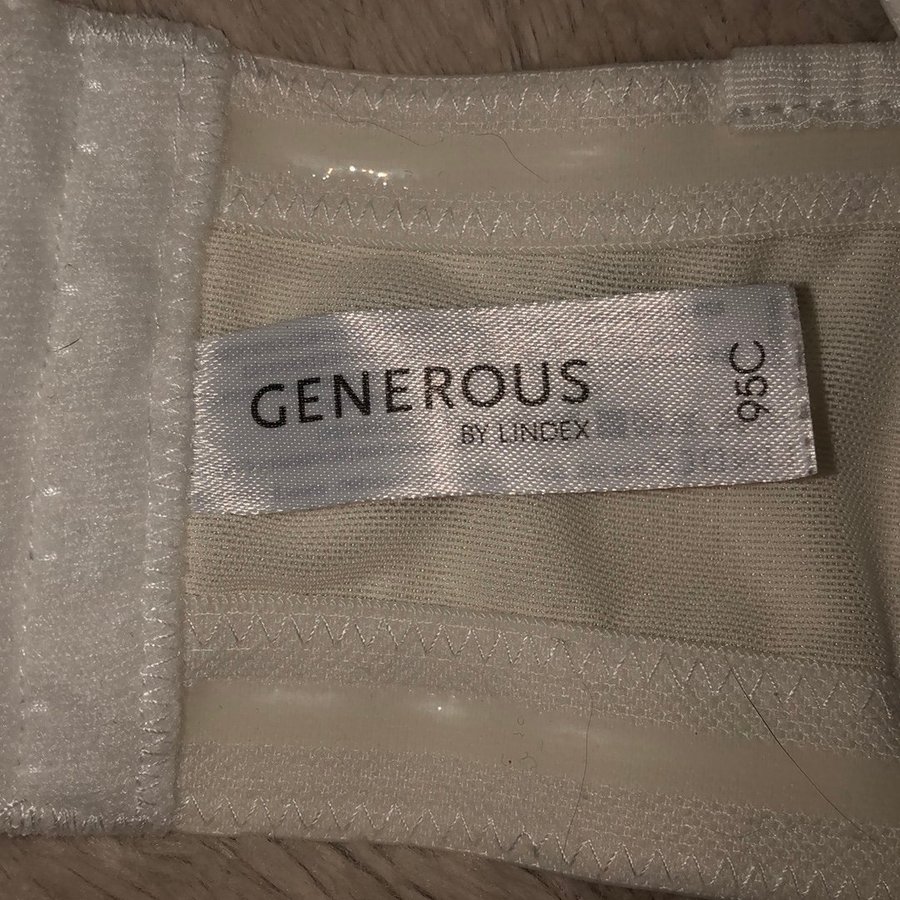 GENEROUS
BY LINDEX
95C